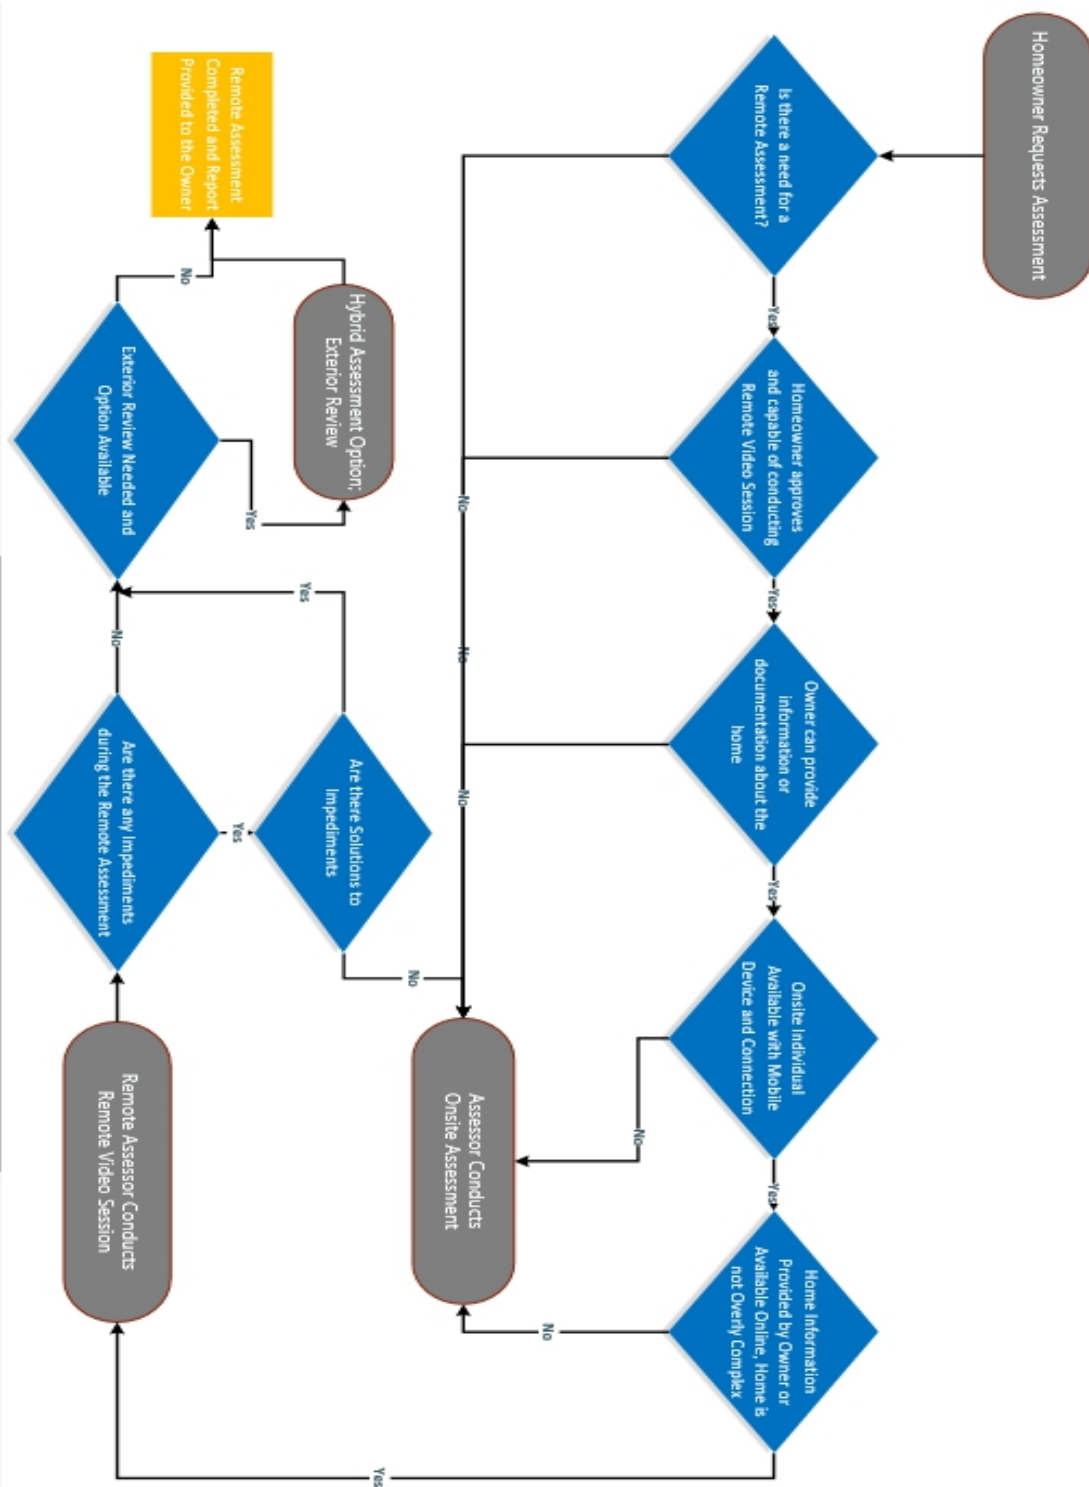 Homeowner Requests Assessment
Is there a need for a
Remote Assessment?
Yes
Homeowner approves
and capable of conducting
Remote Video Session
Yes
Owner can provide
information or
documentation about the
home
Yes
Onsite Individual
Available with Mobile
Device and Connection
Yes
Home Information
Provided by Owner or
Available Online, Home is
not Overly Complex
No
No
No
No
No
Yes
Assessor Conducts
Onsite Assessment
No
Are there Solutions to
Impediments
Yes
Hybrid Assessment Option;
Exterior Review
Yes
Yes
Remote Assessment
Completed and Report
Provided to the Owner
No
Exterior Review Needed and
Option Available
No
Are there any Impediments
during the Remote Assessment
Remote Assessor Conducts
Remote Video Session